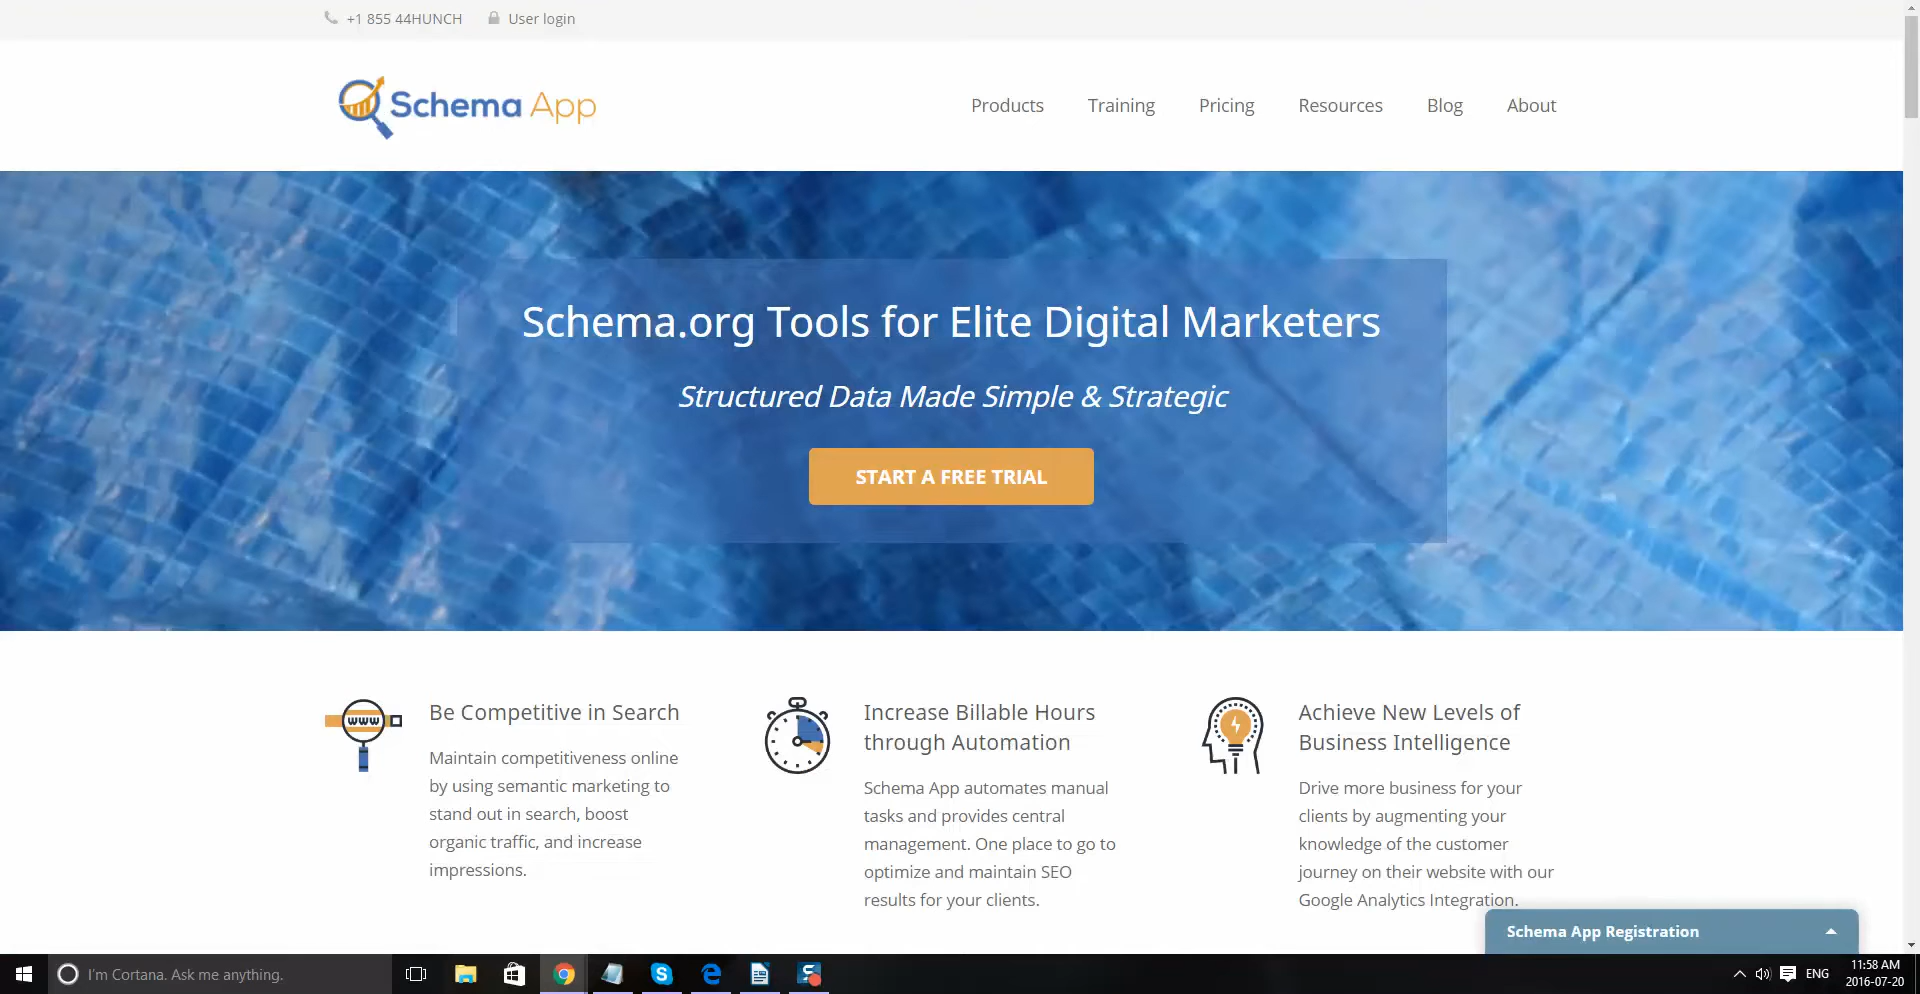 +1 855 44HUNCH User login
Schema App
Products Training Pricing Resources Blog About
Schema.org Tools for Elite Digital Marketers
Structured Data Made Simple & Strategic
START A FREE TRIAL
www
Be Competitive in Search
Maintain competitiveness online
by using semantic marketing to
stand out in search, boost
organic traffic, and increase
impressions.
Increase Billable Hours
through Automation
Schema App automates manual
tasks and provides central
management. One place to go to
optimize and maintain SEO
results for your clients.
Achieve New Levels of
Business Intelligence
Drive more business for your
clients by augmenting your
knowledge of the customer
journey on their website with our
Google Analytics Integration.
Schema App Registration
I'm Cortana. Ask me anything.
ENG
11:58 AM
2016-07-20